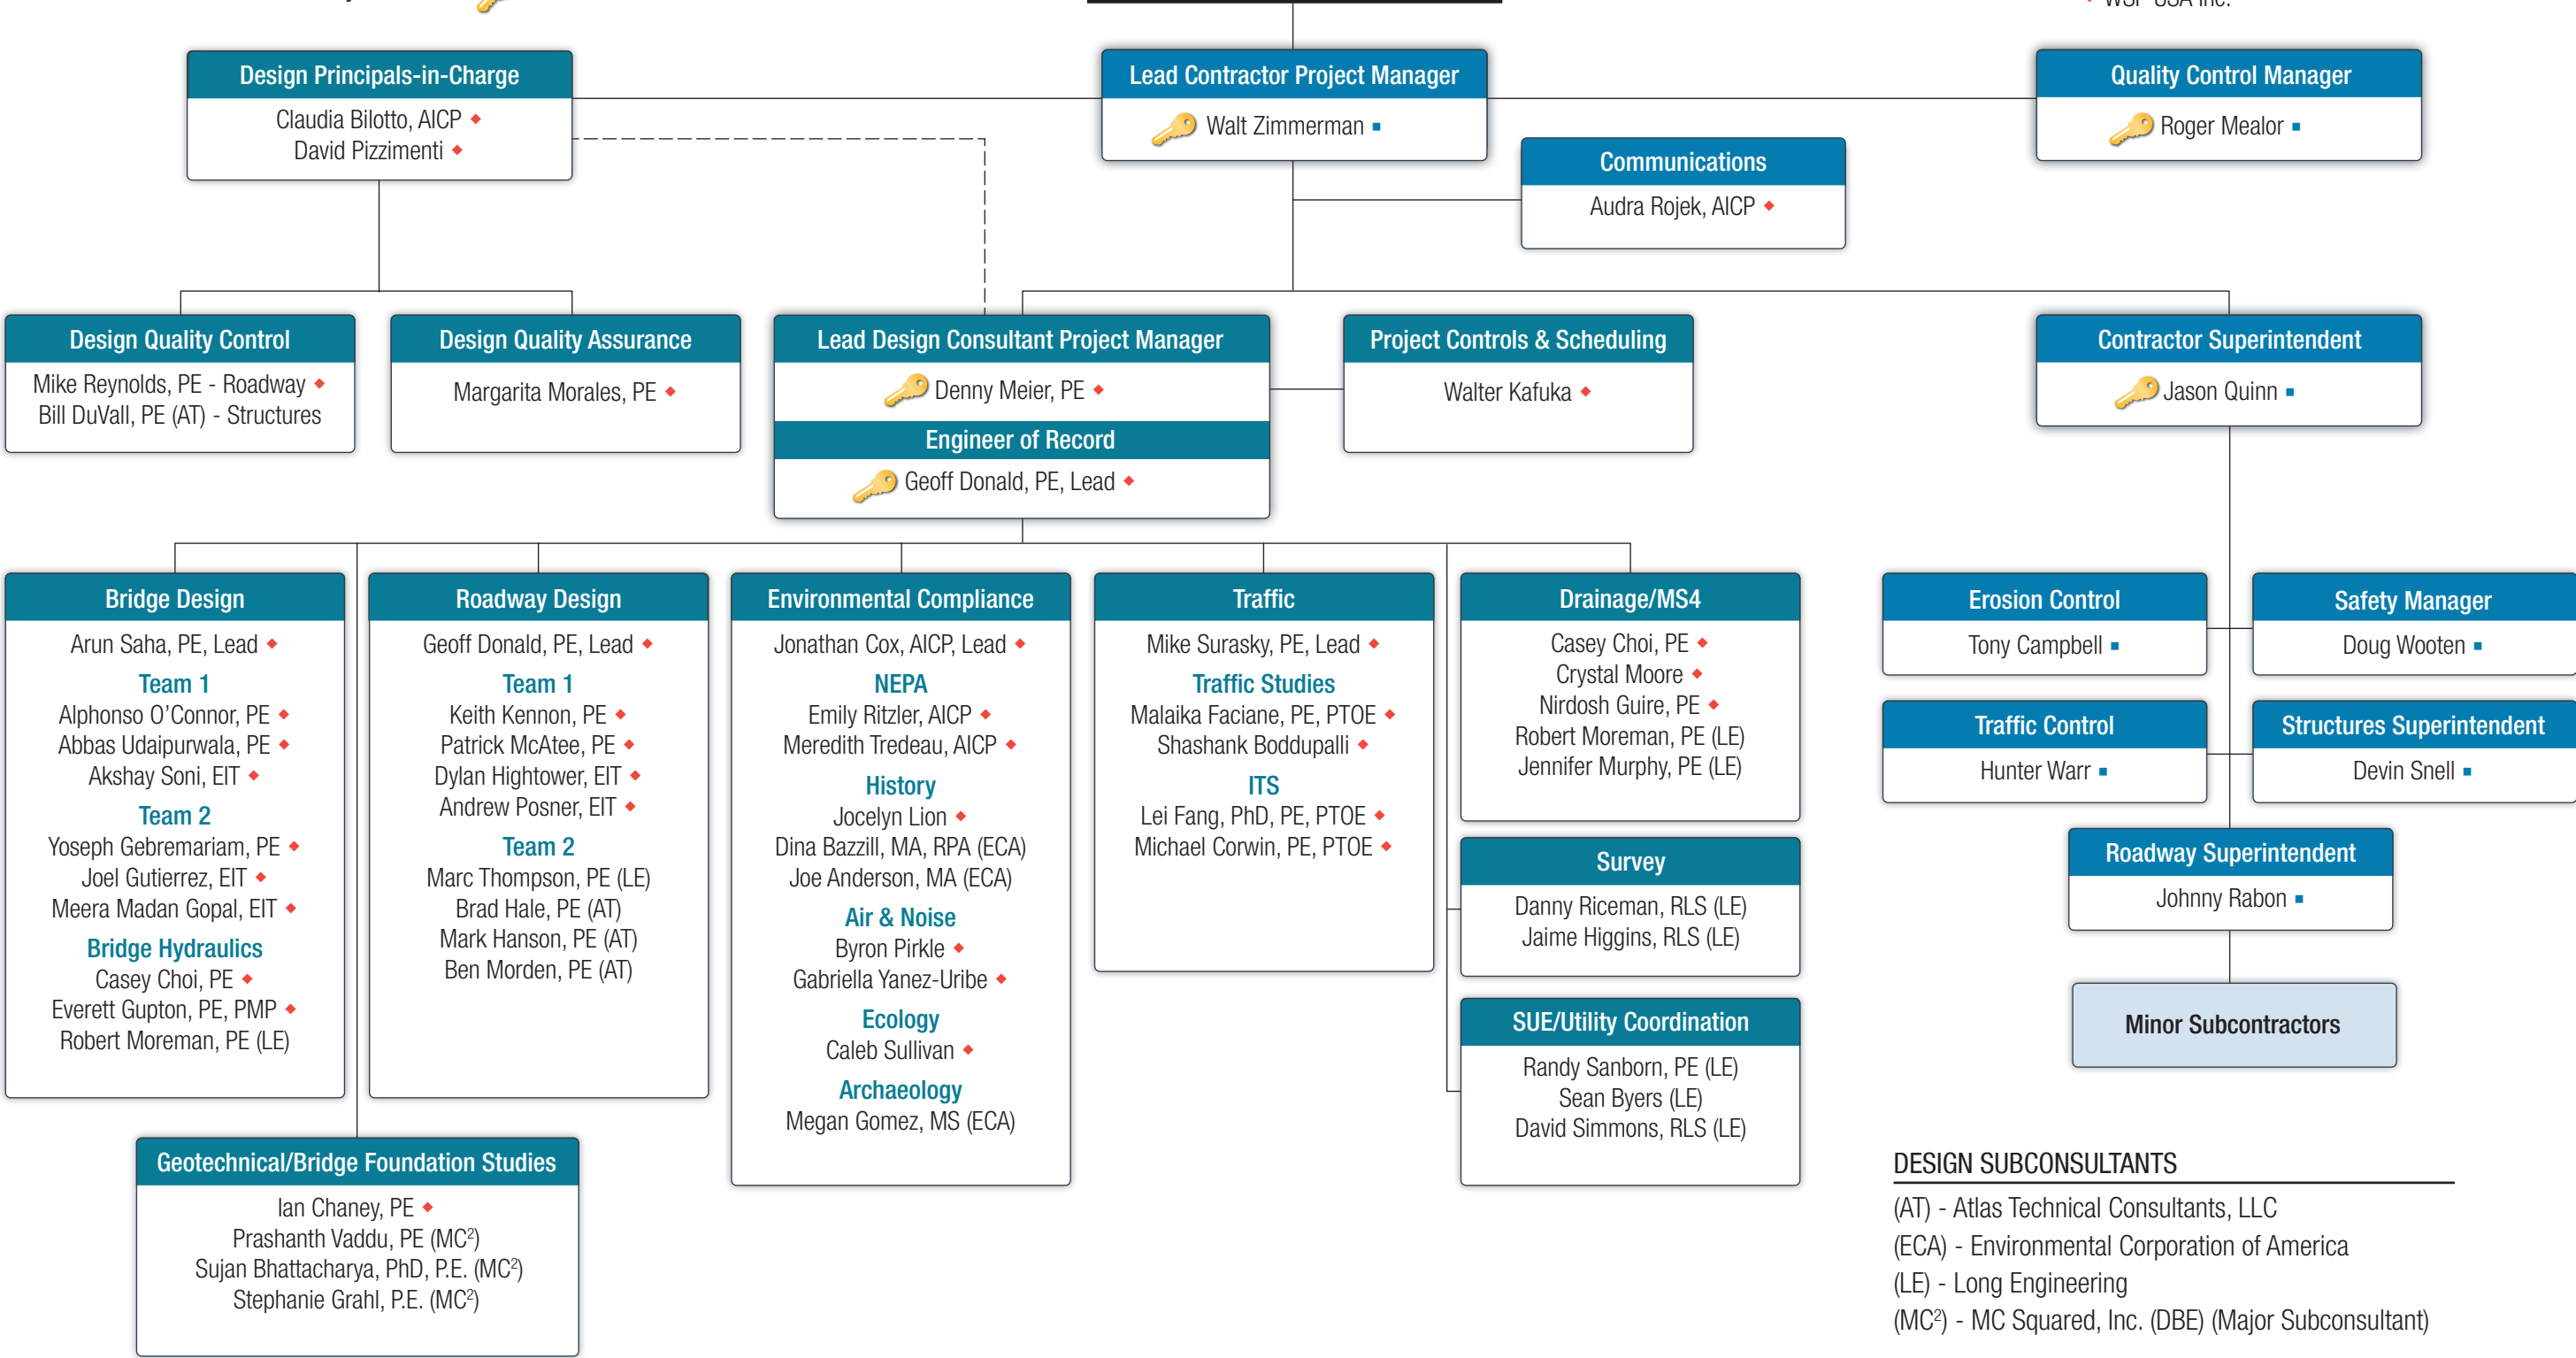 WSP USA Inc.
Design Principals-in-Charge
Claudia Bilotto, AICP
David Pizzimenti
Lead Contractor Project Manager
Walt Zimmerman
Quality Control Manager
Roger Mealor
Communications
Audra Rojek, AICP
Design Quality Control
Mike Reynolds, PE - Roadway
Bill DuVall, PE (AT) - Structures
Design Quality Assurance
Margarita Morales, PE
Lead Design Consultant Project Manager
Denny Meier, PE
Engineer of Record
Geoff Donald, PE, Lead
Project Controls & Scheduling
Walter Kafuka
Contractor Superintendent
Jason Quinn
Bridge Design
Arun Saha, PE, Lead
Team 1
Alphonso O’Connor, PE
Abbas Udaipurwala, PE
Akshay Soni, EIT
Team 2
Yoseph Gebremariam, PE
Joel Gutierrez, EIT
Meera Madan Gopal, EIT
Bridge Hydraulics
Casey Choi, PE
Everett Gupton, PE, PMP
Robert Moreman, PE (LE)
Roadway Design
Geoff Donald, PE, Lead
Team 1
Keith Kennon, PE
Patrick McAtee, PE
Dylan Hightower, EIT
Andrew Posner, EIT
Team 2
Marc Thompson, PE (LE)
Brad Hale, PE (AT)
Mark Hanson, PE (AT)
Ben Morden, PE (AT)
Environmental Compliance
Jonathan Cox, AICP, Lead
NEPA
Emily Ritzler, AICP
Meredith Tredeau, AICP
History
Jocelyn Lion
Dina Bazzill, MA, RPA (ECA)
Joe Anderson, MA (ECA)
Air & Noise
Byron Pirkle
Gabriella Yanez-Uribe
Ecology
Caleb Sullivan
Archaeology
Megan Gomez, MS (ECA)
Traffic
Mike Surasky, PE, Lead
Traffic Studies
Malaika Faciane, PE, PTOE
Shashank Boddupalli
ITS
Lei Fang, PhD, PE, PTOE
Michael Corwin, PE, PTOE
Drainage/MS4
Casey Choi, PE
Crystal Moore
Nirdosh Guire, PE
Robert Moreman, PE (LE)
Jennifer Murphy, PE (LE)
Survey
Danny Riceman, RLS (LE)
Jaime Higgins, RLS (LE)
SUE/Utility Coordination
Randy Sanborn, PE (LE)
Sean Byers (LE)
David Simmons, RLS (LE)
Erosion Control
Tony Campbell
Safety Manager
Doug Wooten
Traffic Control
Hunter Warr
Structures Superintendent
Devin Snell
Roadway Superintendent
Johnny Rabon
Minor Subcontractors
Geotechnical/Bridge Foundation Studies
Ian Chaney, PE
Prashanth Vaddu, PE (MC²)
Sujan Bhattacharya, PhD, P.E. (MC²)
Stephanie Grahl, P.E. (MC²)
DESIGN SUBCONSULTANTS
(AT) - Atlas Technical Consultants, LLC
(ECA) - Environmental Corporation of America
(LE) - Long Engineering
(MC²) - MC Squared, Inc. (DBE) (Major Subconsultant)